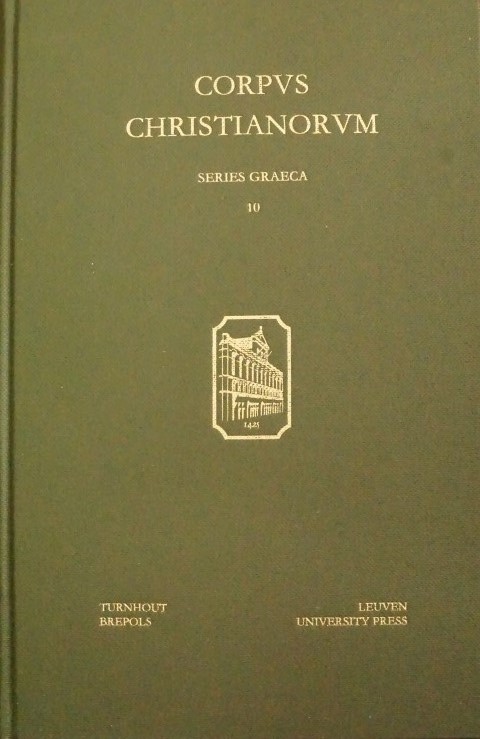 CORPVS
CHRISTIANORVM
SERIES GRAECA
10
1425
TURNHOUT
BREPOLS
LEUVEN
UNIVERSITY PRESS